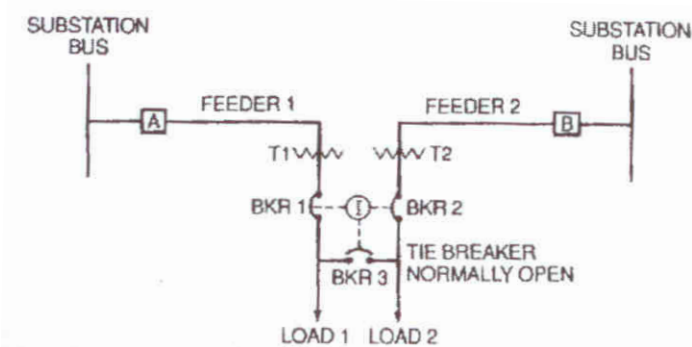 SUBSTATION
BUS
SUBSTATION
BUS
FEEDER 1
FEEDER 2
A
B
T1
T2
BKR 1
I
BKR 2
TIE BREAKER
NORMALLY OPEN
BKR 3
LOAD 1
LOAD 2